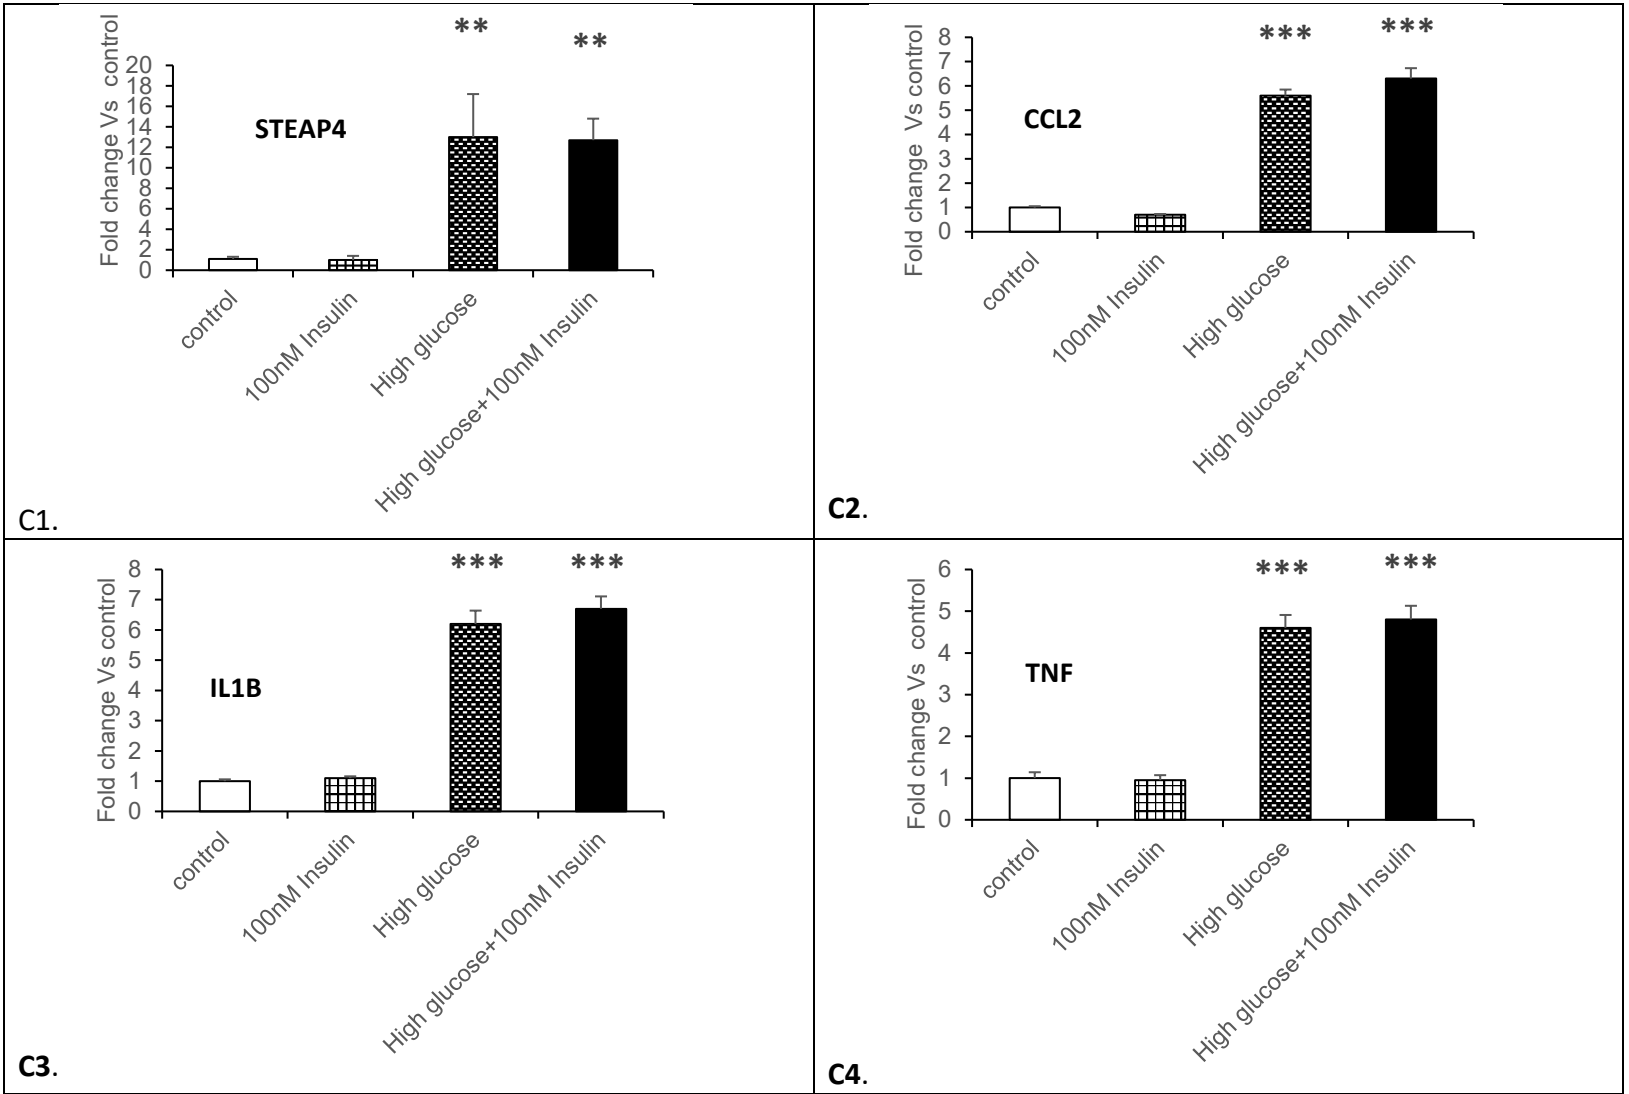 ** **
Fold change Vs control
20
18
16
14
12
10
8
6
4
2
0
STEAP4
control
100nM Insulin
High glucose
High glucose+100nM Insulin
C1.
*** ***
Fold change Vs control
8
7
6
5
4
3
2
1
0
CCL2
control
100nM Insulin
High glucose
High glucose+100nM Insulin
C2.
*** ***
Fold change Vs control
8
7
6
5
4
3
2
1
0
IL1B
control
100nM Insulin
High glucose
High glucose+100nM Insulin
C3.
*** ***
Fold change Vs control
6
5
4
3
2
1
0
TNF
control
100nM Insulin
High glucose
High glucose+100nM Insulin
C4.